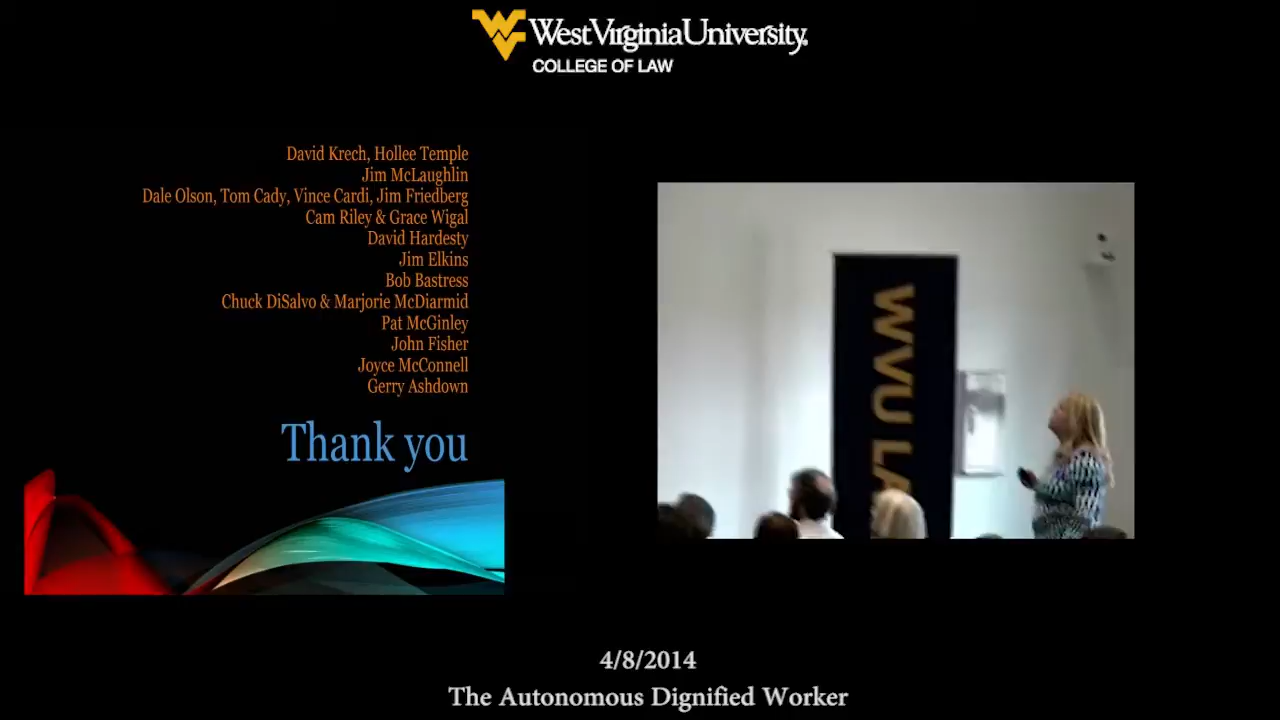 West Virginia University.
COLLEGE OF LAW
David Krech, Hollee Temple
Jim McLaughlin
Dale Olson, Tom Cady, Vince Cardi, Jim Friedberg
Cam Riley & Grace Wigal
David Hardesty
Jim Elkins
Bob Bastress
Chuck DiSalvo & Marjorie McDiarmid
Pat McGinley
John Fisher
Joyce McConnell
Gerry Ashdown
Thank you
WVU LA
4/8/2014
The Autonomous Dignified Worker